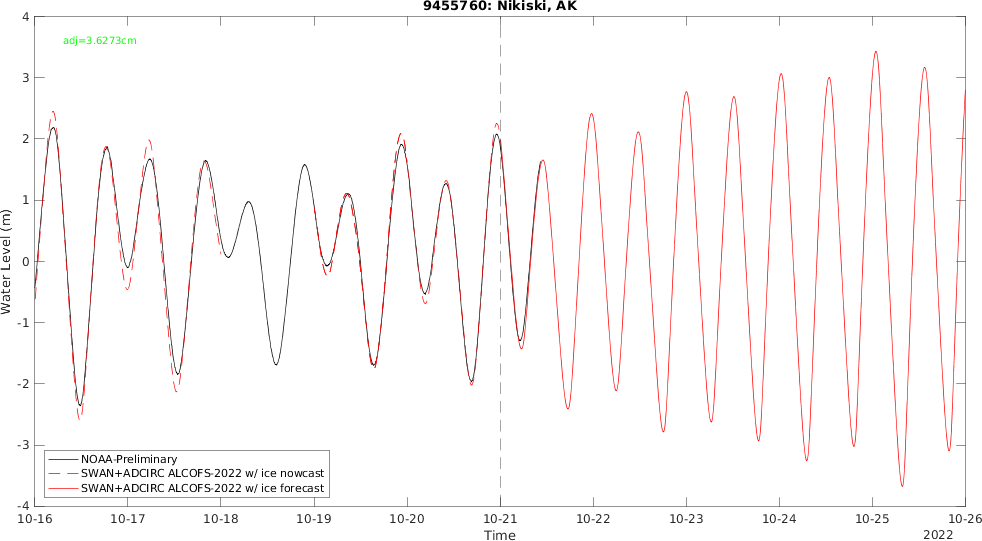 9455760: Nikiski, AK
adj=3.6273cm
Water Level (m)
4
3
2
1
0
-1
-2
-3
-4
NOAA-Preliminary
SWAN+ADCIRC ALCOFS-2022 w/ ice nowcast
SWAN+ADCIRC ALCOFS-2022 w/ ice forecast
10-16 10-17 10-18 10-19 10-20 10-21 10-22 10-23 10-24 10-25 10-26
Time
2022